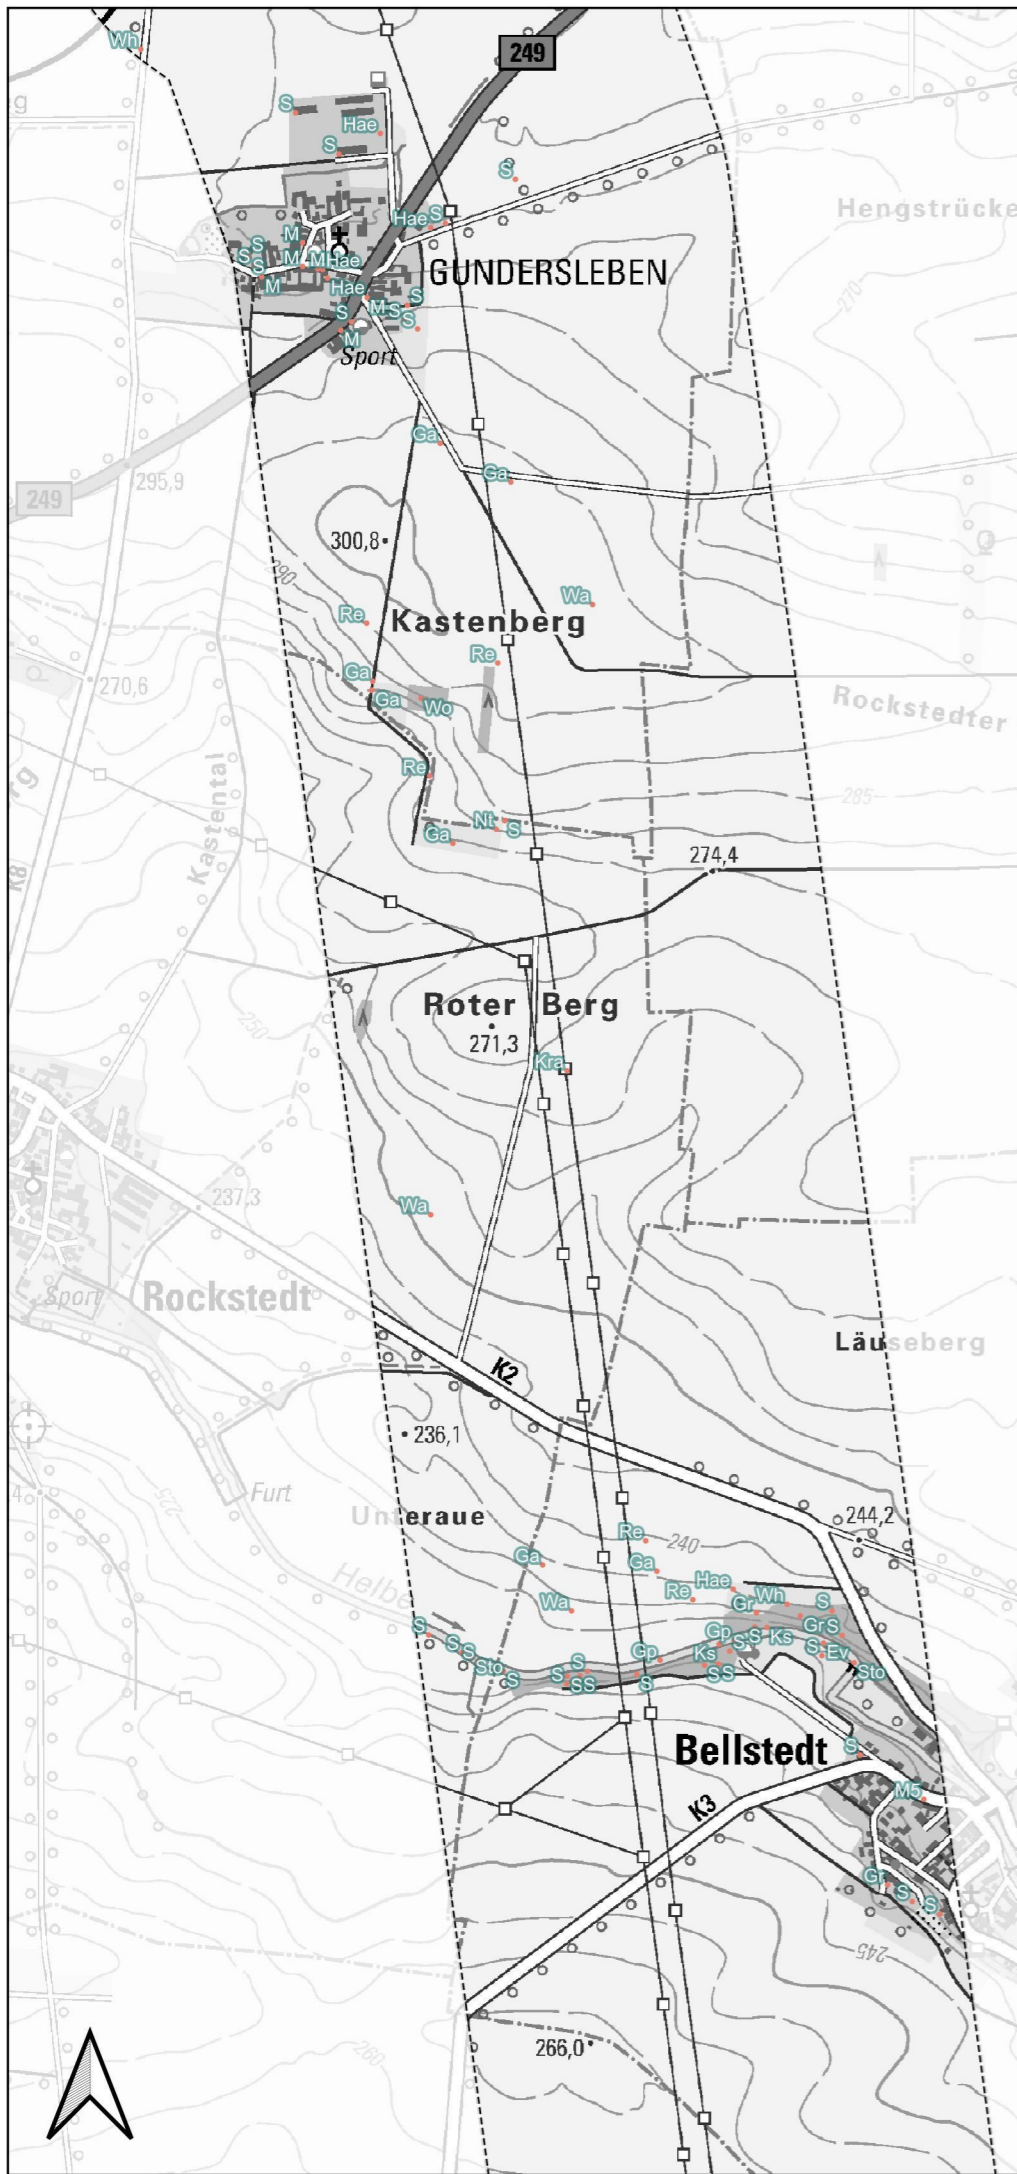 Wh
249
S
Hae
S
S
Hengstrücke
Hae S
M
S
S
M
M Hae
S
M
Hae
GUNDERSLEBEN
270
M
S
S
S
S
M
Sport
Ga
Ga
249
295,9
300,8
290
Wa
Re
Kastenberg
Re
Ga
270,6
Ga
Wo
Rockstedter
Re
Kastental
285
Nt
S
Ga
K8
274,4
250
Roter Berg
271,3
Kra
237,3
Wa
Sport
Rockstedt
Läuseberg
K2
236,1
Furt
225
Unteraue
244,2
Re
240
Ga
Ga
Helbe
Re
Hae
Wh
Wa
Gr
S
S
Gr
S
S
S
Gp
S
S
Ks
S
Ev
Sto
Gp
Ks
S
S
S
S
S
S
S
S
Sto
Bellstedt
S
M5
K3
Gr
S
S
245
266,0
260